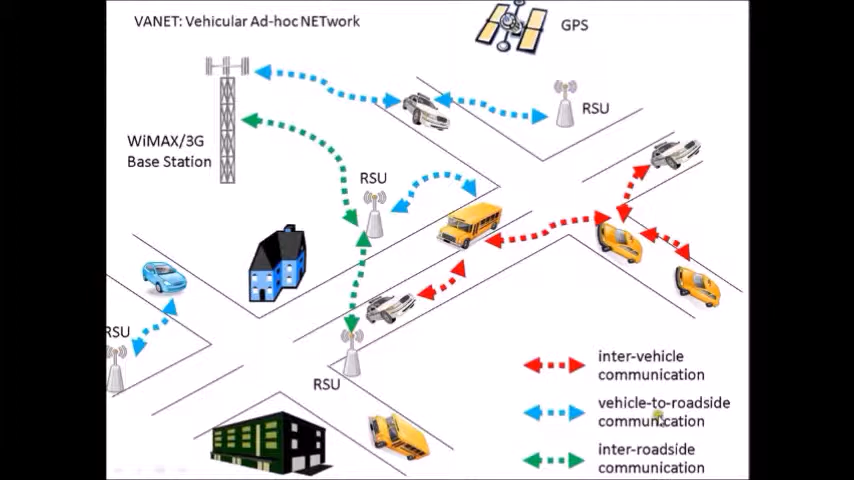 VANET: Vehicular Ad-hoc NETwork
GPS
RSU
WiMAX/3G
Base Station
RSU
RSU
RSU
inter-vehicle
communication
vehicle-to-roadside
communication
inter-roadside
communication